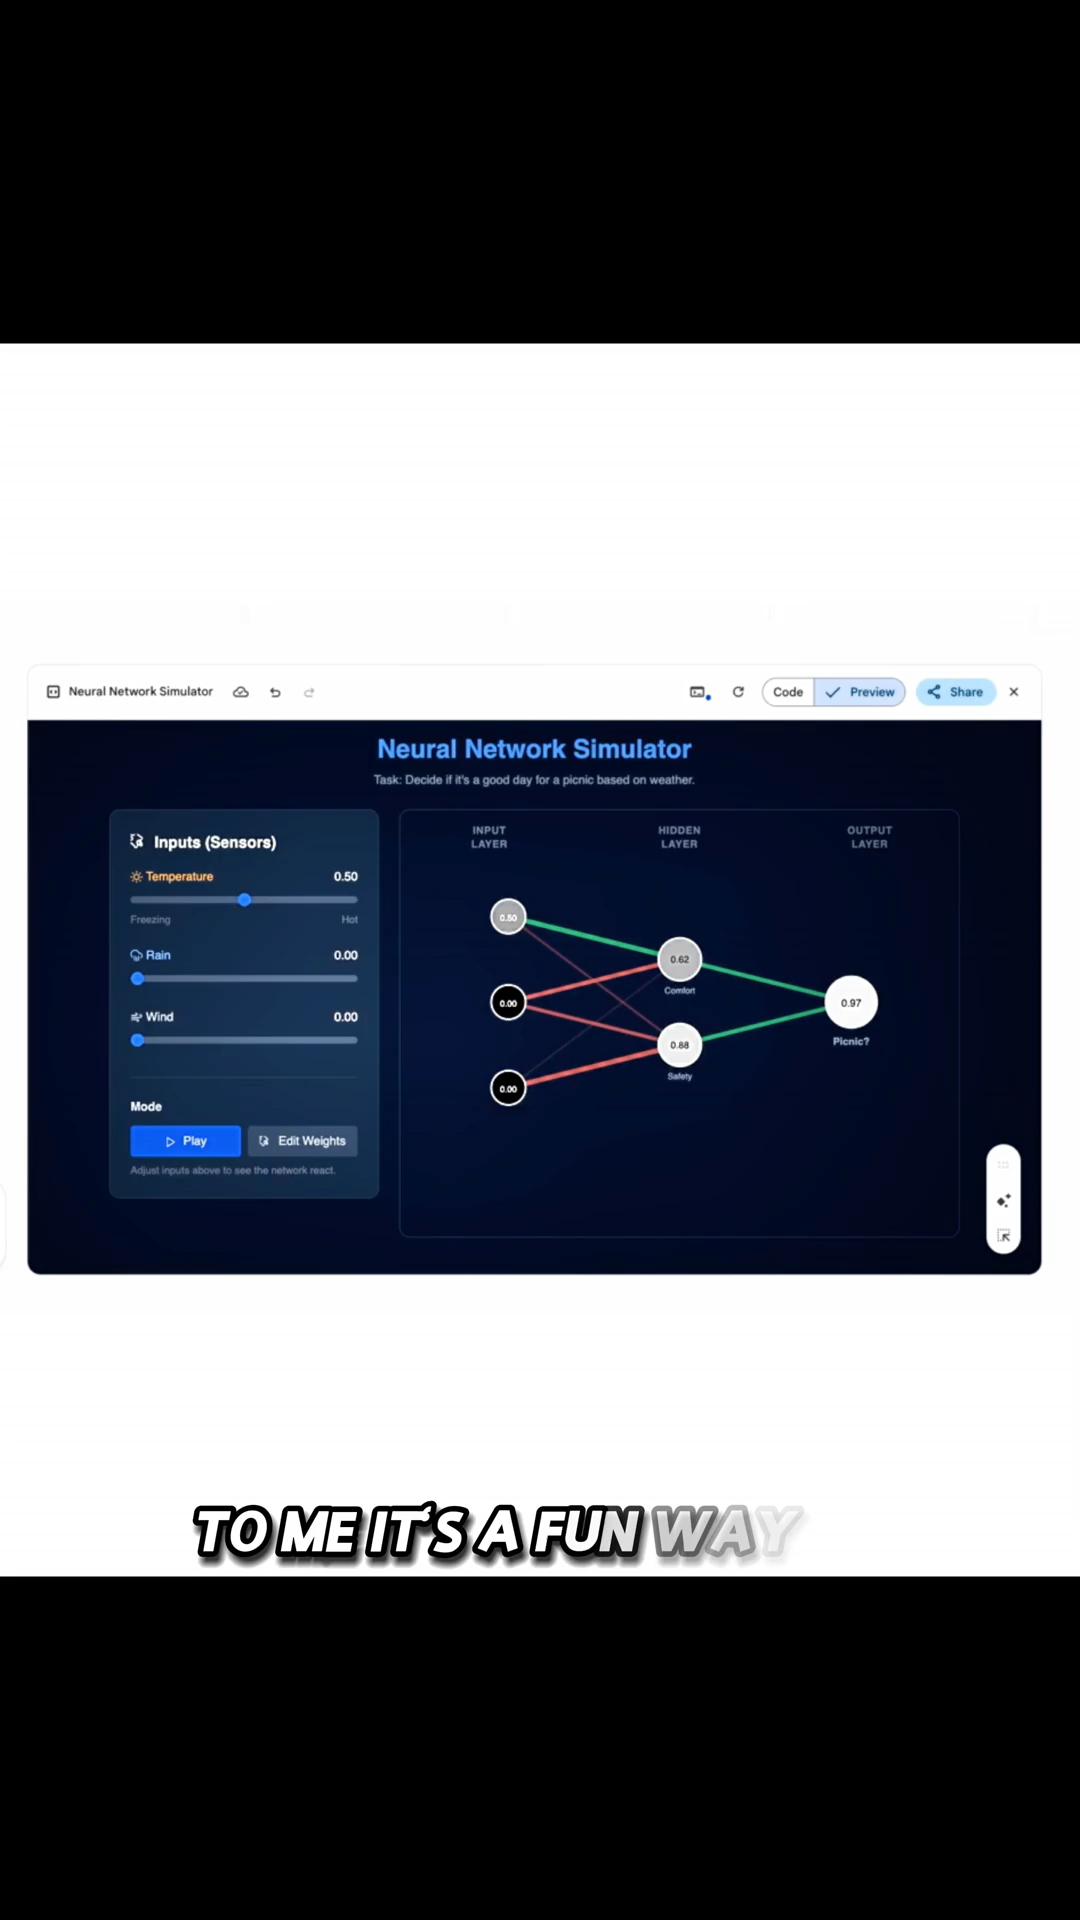 Neural Network Simulator
Code
Preview
Share
Neural Network Simulator
Task: Decide if it's a good day for a picnic based on weather.
Inputs (Sensors)
Temperature 0.50
Freezing Hot
Rain 0.00
Wind 0.00
Mode
Play
Edit Weights
Adjust inputs above to see the network react.
INPUT
LAYER
HIDDEN
LAYER
OUTPUT
LAYER
0.50
0.62
Comfort
0.00
0.97
Picnic?
0.88
Safety
0.00
TO ME IT'S A FUN WAY